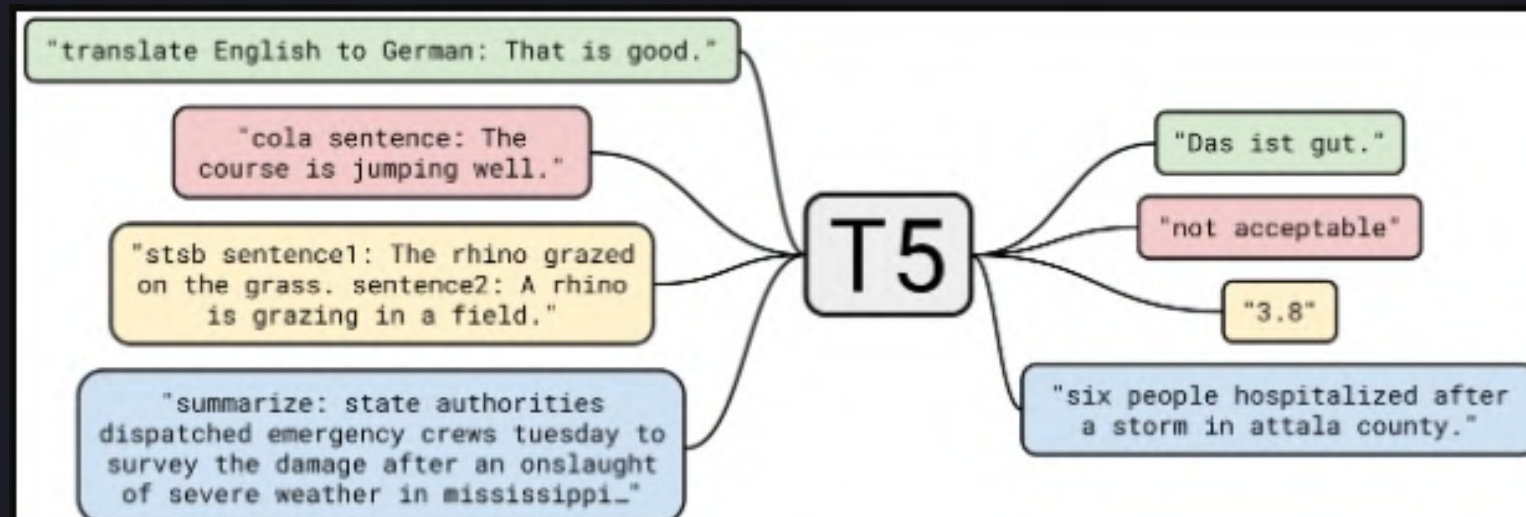 "translate English to German: That is good."
"cola sentence: The
course is jumping well."
"stsb sentence1: The rhino grazed
on the grass. sentence2: A rhino
is grazing in a field."
"summarize: state authorities
dispatched emergency crews tuesday to
survey the damage after an onslaught
of severe weather in mississippi…"
T5
"Das ist gut."
"not acceptable"
"3.8"
"six people hospitalized after
a storm in attala county."